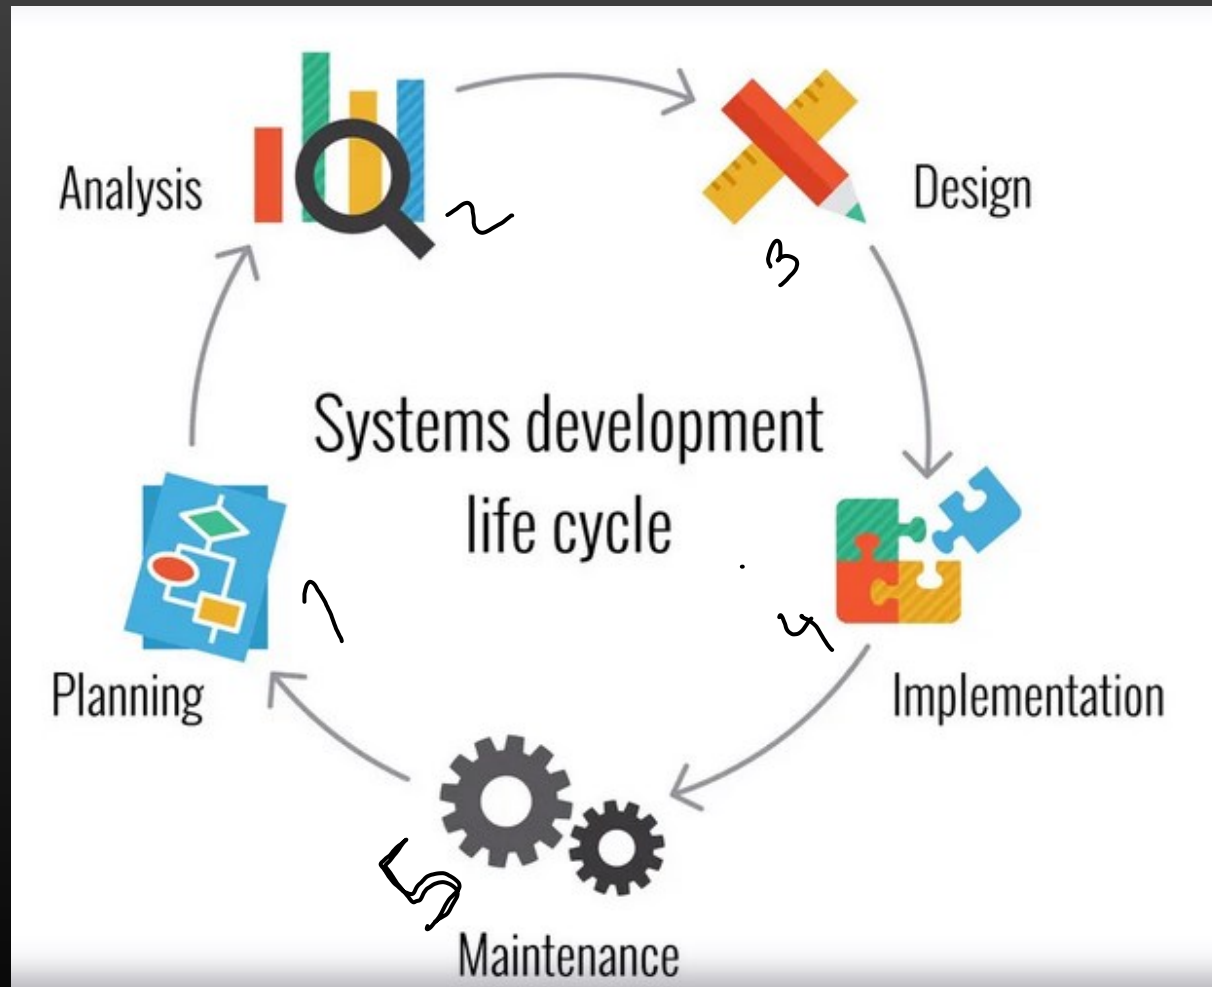 Analysis
2
Design
3
Systems development
life cycle
1
Planning
4
Implementation
5
Maintenance